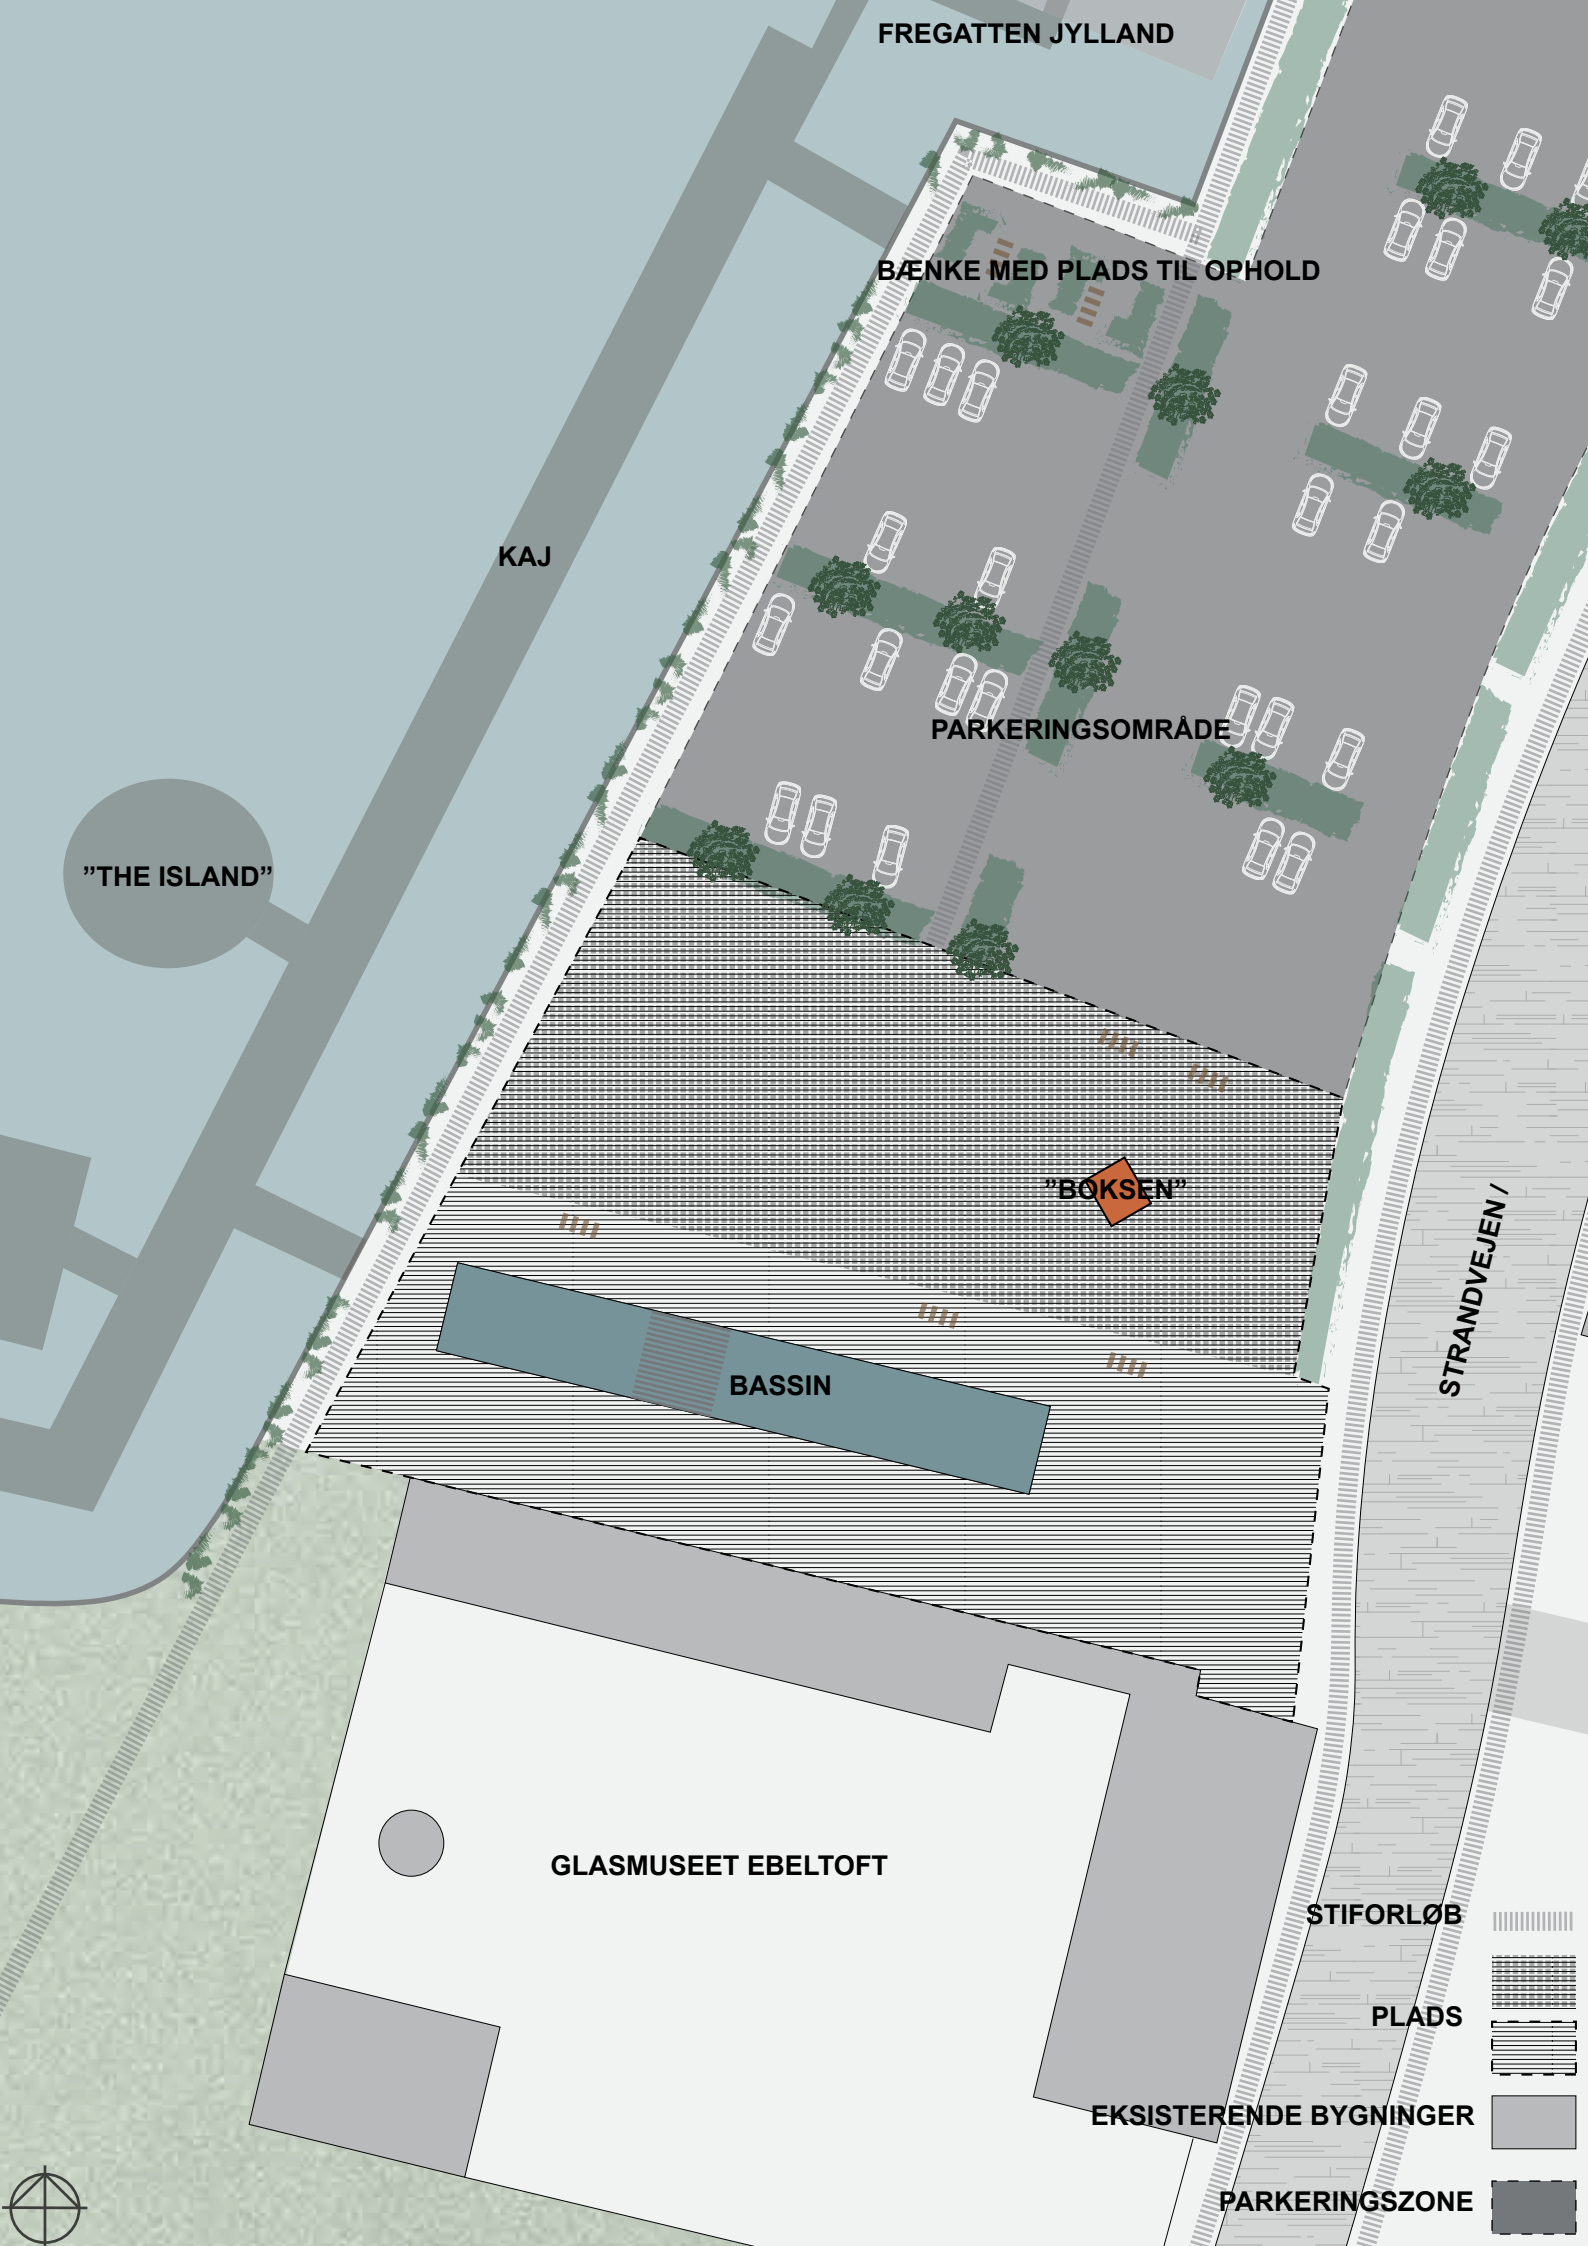 FREGATTEN JYLLAND
BÆNKE MED PLADS TIL OPHOLD
KAJ
PARKERINGSOMRÅDE
”THE ISLAND”
”BOKSEN”
STRANDVEJEN /
BASSIN
GLASMUSEET EBELTOFT
STIFORLØB
PLADS
EKSISTERENDE BYGNINGER
PARKERINGSZONE